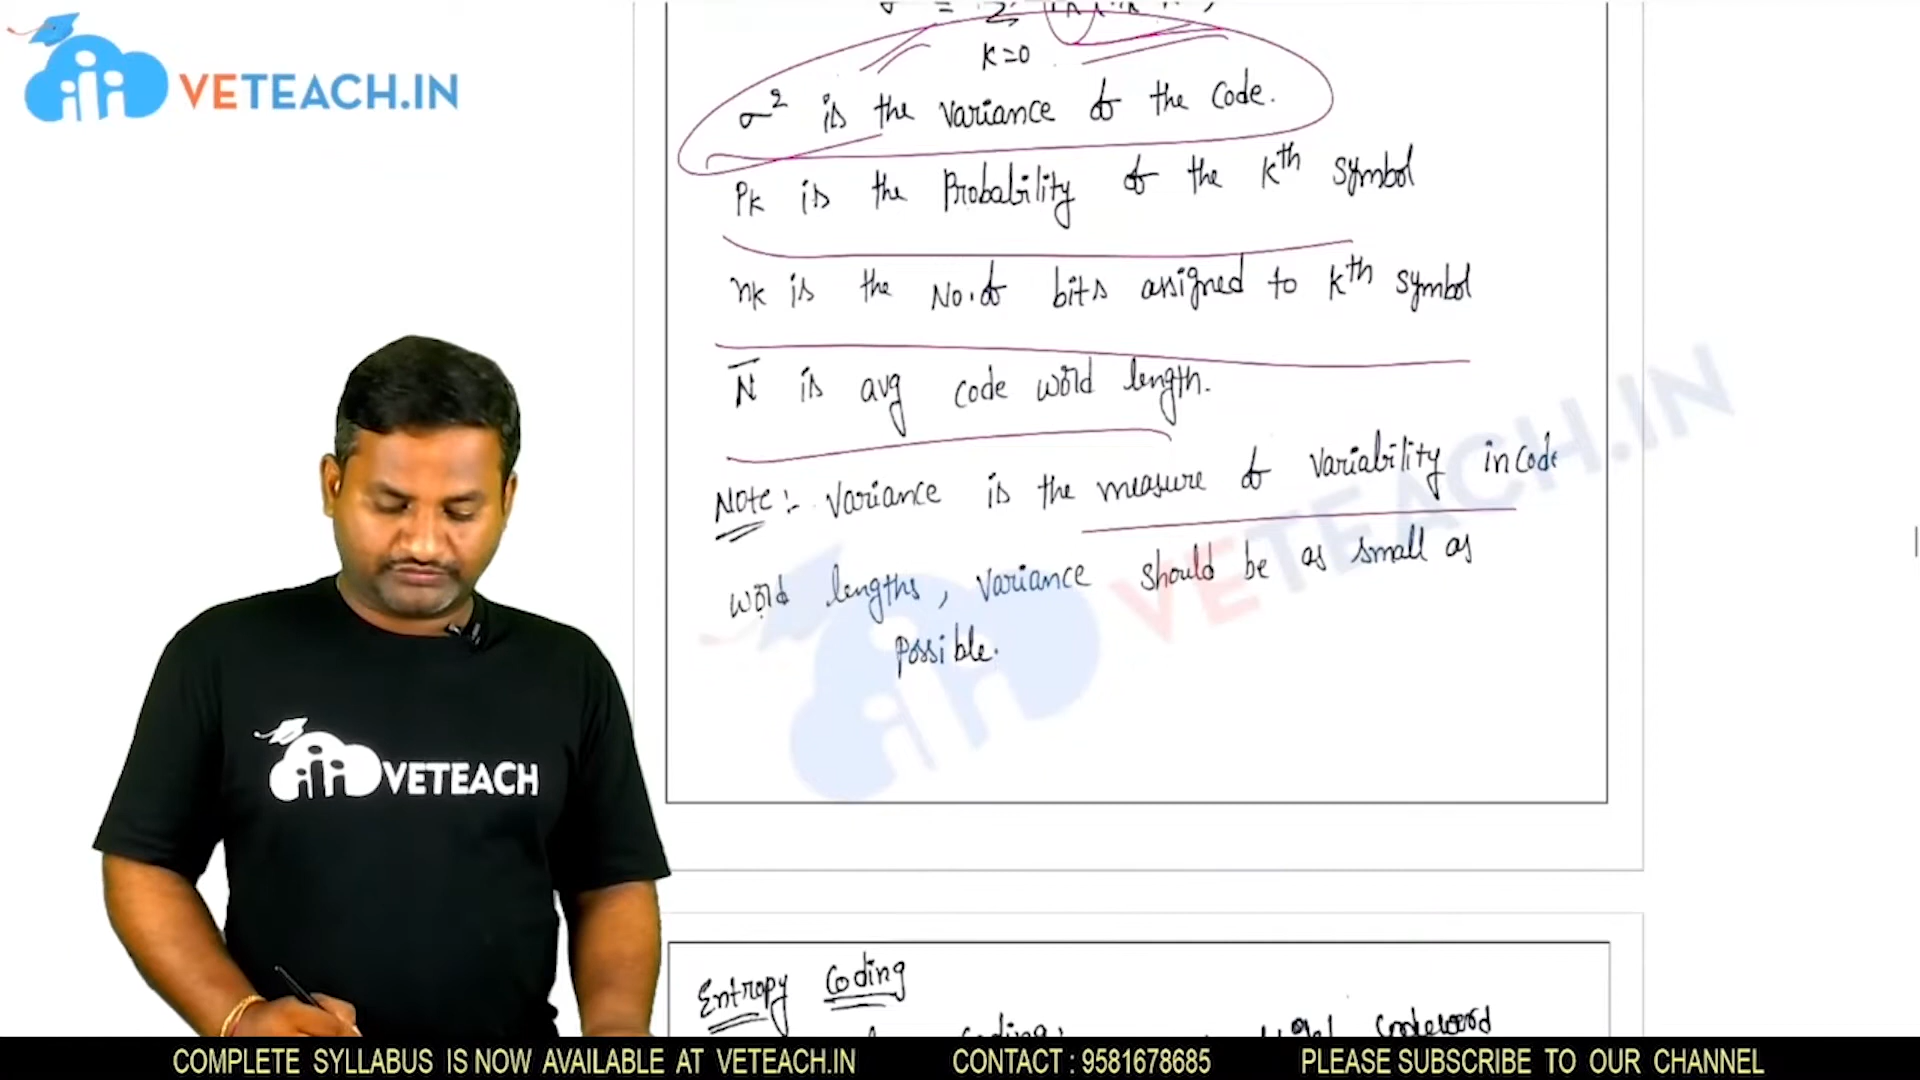 VETEACH.IN
K=0
σ² is the variance of the code.
PK is the Probability of the Kth symbol
nK is the No. of bits assigned to Kth symbol
N̅ is avg code word length.
Note:- variance is the measure of variability in code
word lengths, variance should be as small as
possible.
VETEACH.IN
VETEACH
Entropy Coding
codeword
COMPLETE SYLLABUS IS NOW AVAILABLE AT VETEACH.IN CONTACT : 9581678685 PLEASE SUBSCRIBE TO OUR CHANNEL